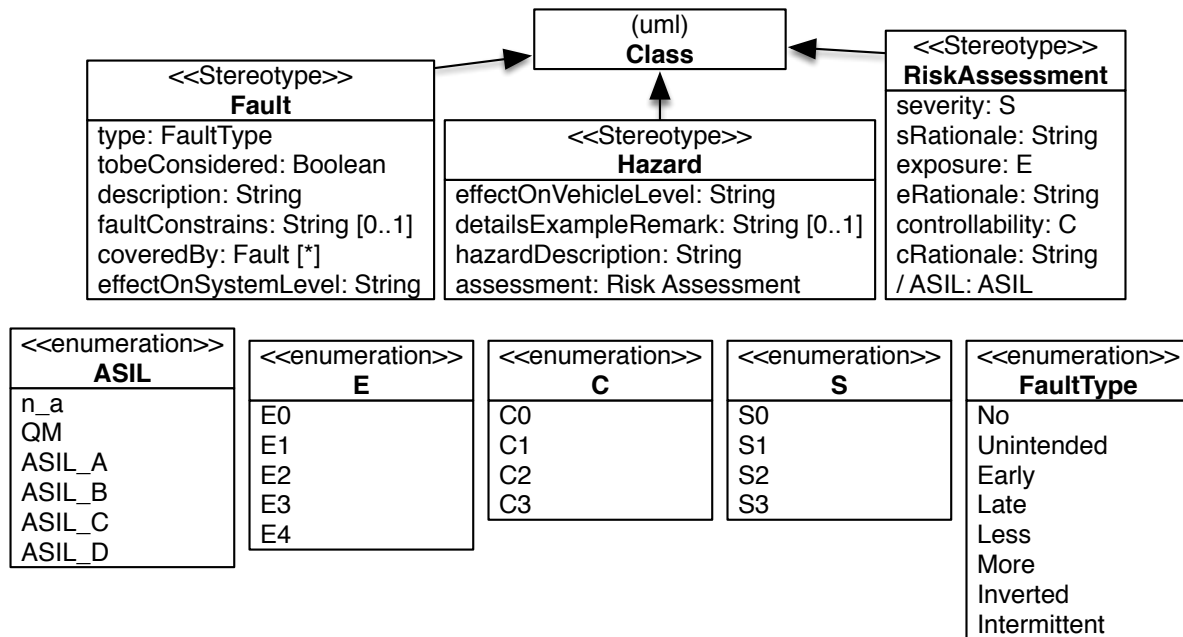 (uml)
Class
<<Stereotype>>
Fault
type: FaultType
tobeConsidered: Boolean
description: String
faultConstrains: String [0..1]
coveredBy: Fault [*]
effectOnSystemLevel: String
<<Stereotype>>
Hazard
effectOnVehicleLevel: String
detailsExampleRemark: String [0..1]
hazardDescription: String
assessment: Risk Assessment
<<Stereotype>>
RiskAssessment
severity: S
sRationale: String
exposure: E
eRationale: String
controllability: C
cRationale: String
/ ASIL: ASIL
<<enumeration>>
ASIL
n_a
QM
ASIL_A
ASIL_B
ASIL_C
ASIL_D
<<enumeration>>
E
E0
E1
E2
E3
E4
<<enumeration>>
C
C0
C1
C2
C3
<<enumeration>>
S
S0
S1
S2
S3
<<enumeration>>
FaultType
No
Unintended
Early
Late
Less
More
Inverted
Intermittent